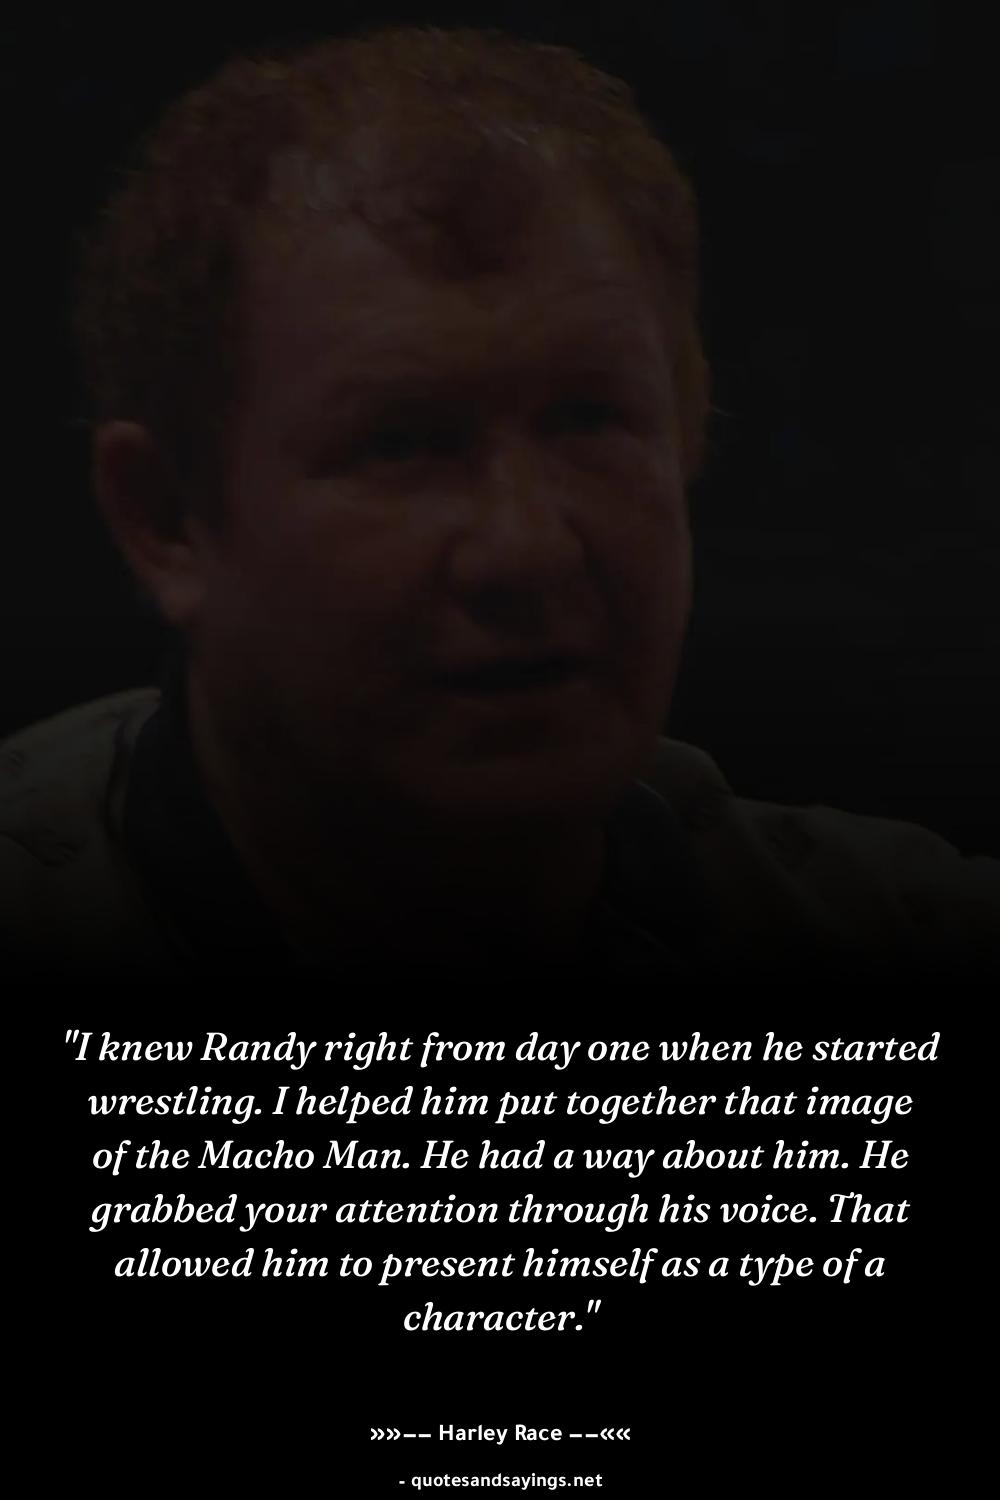 "I knew Randy right from day one when he started
wrestling. I helped him put together that image
of the Macho Man. He had a way about him. He
grabbed your attention through his voice. That
allowed him to present himself as a type of a
character."
»»–– Harley Race ––««
- quotesandsayings.net